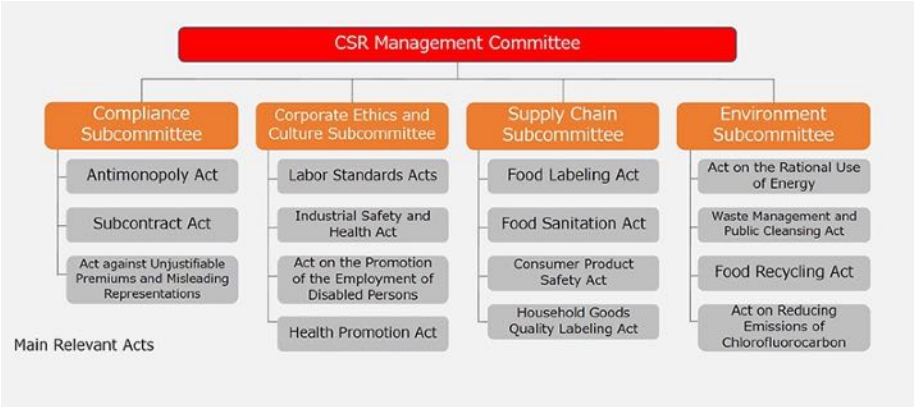 CSR Management Committee
Compliance
Subcommittee
Antimonopoly Act
Subcontract Act
Act against Unjustifiable
Premiums and Misleading
Representations
Corporate Ethics and
Culture Subcommittee
Labor Standards Acts
Industrial Safety and
Health Act
Act on the Promotion
of the Employment of
Disabled Persons
Health Promotion Act
Supply Chain
Subcommittee
Food Labeling Act
Food Sanitation Act
Consumer Product
Safety Act
Household Goods
Quality Labeling Act
Environment
Subcommittee
Act on the Rational Use
of Energy
Waste Management and
Public Cleansing Act
Food Recycling Act
Act on Reducing
Emissions of
Chlorofluorocarbon
Main Relevant Acts